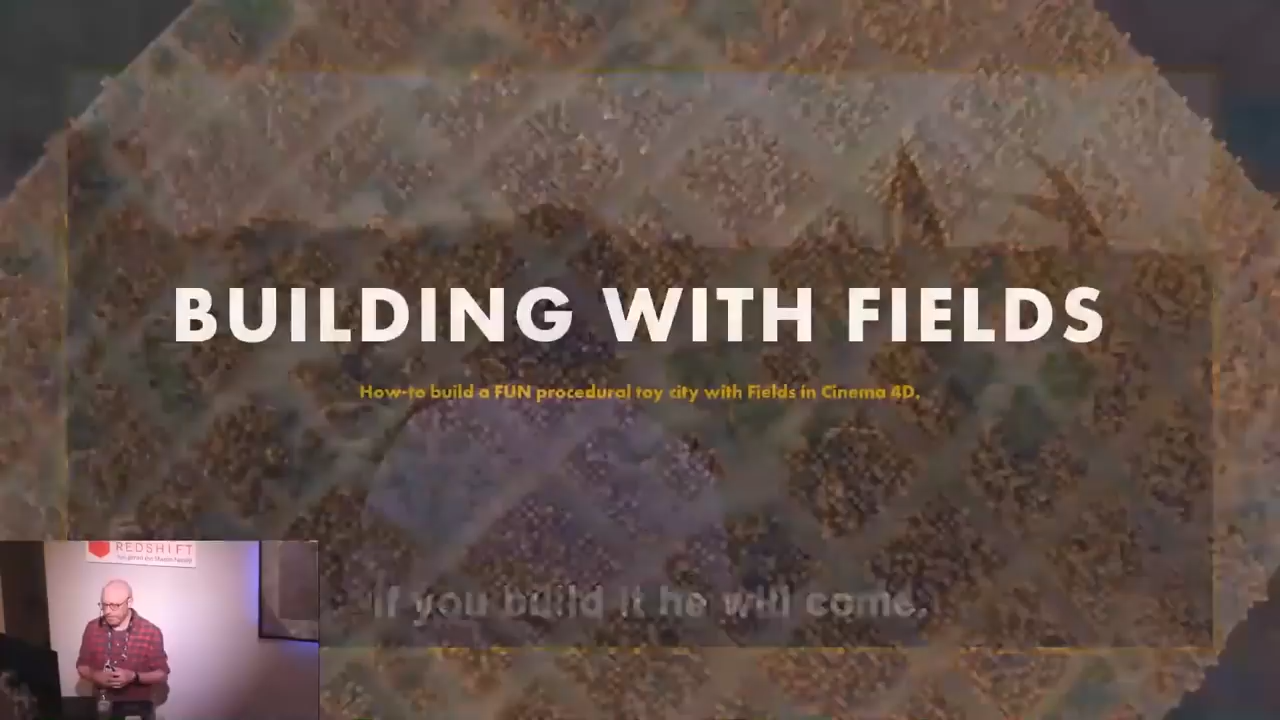 BUILDING WITH FIELDS
How-to build a FUN procedural toy city with Fields in Cinema 4D.
if you build it he will come.
REDSHIFT